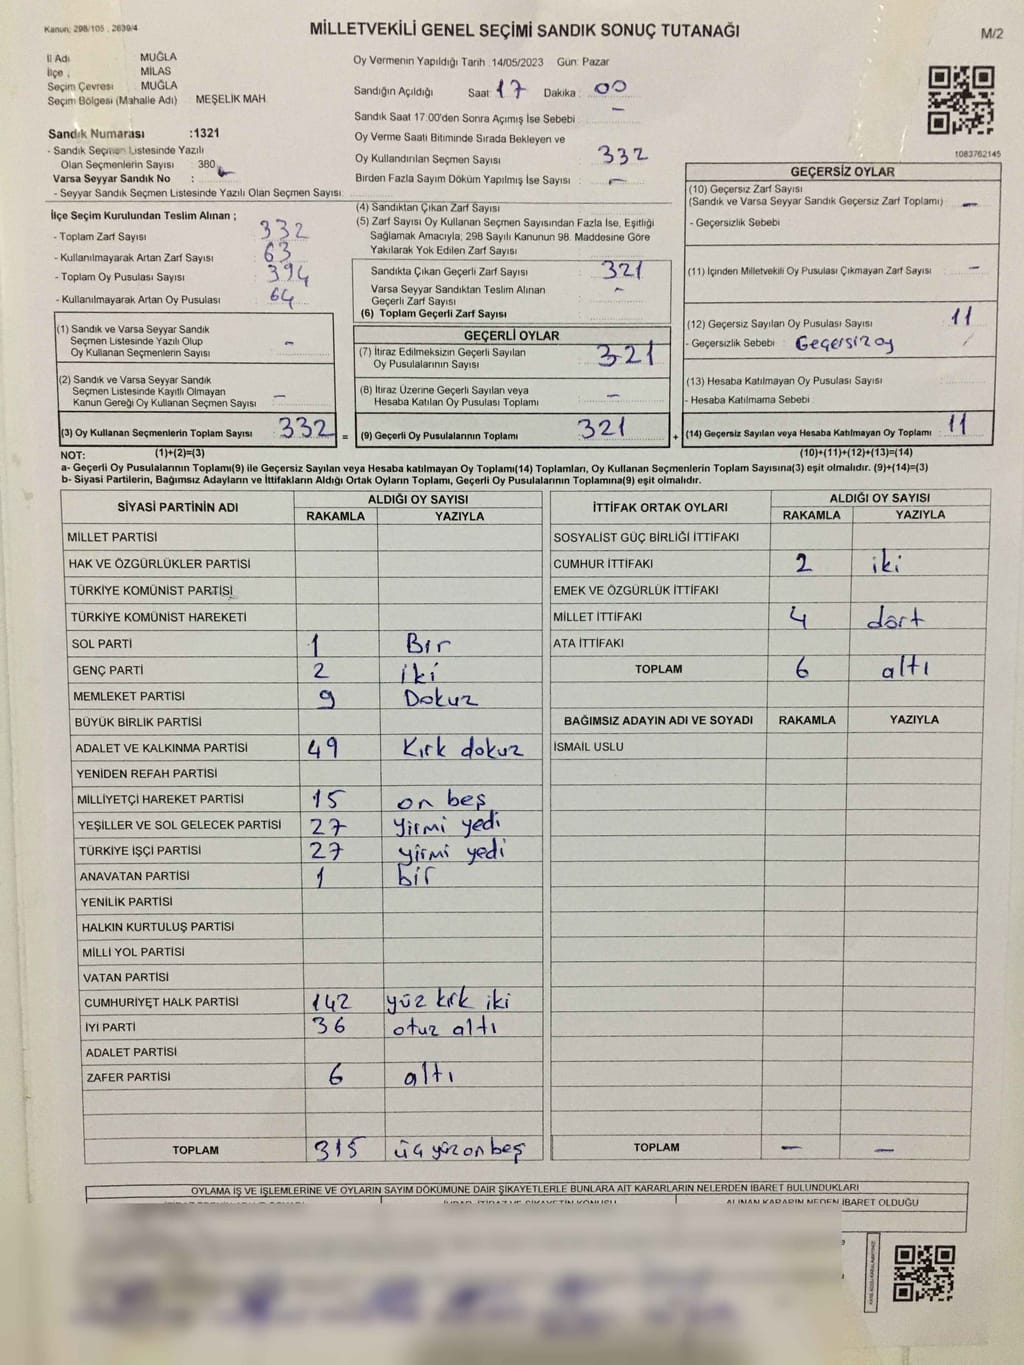 Kanun: 298/105 , 2839/4
MİLLETVEKİLİ GENEL SEÇİMİ SANDIK SONUÇ TUTANAĞI
M/2
İl Adı MUĞLA
İlçe MİLAS
Seçim Çevresi MUĞLA
Seçim Bölgesi (Mahalle Adı) MEŞELİK MAH
Sandık Numarası :1321
- Sandık Seçmen Listesinde Yazılı
Olan Seçmenlerin Sayısı 380
Varsa Seyyar Sandık No :
- Seyyar Sandık Seçmen Listesinde Yazılı Olan Seçmen Sayısı
Oy Vermenin Yapıldığı Tarih 14/05/2023 Gün: Pazar
Sandığın Açıldığı Saat 17 Dakika : 00
Sandık Saat 17:00'den Sonra Açmış İse Sebebi : –
Oy Verme Saati Bitiminde Sırada Bekleyen ve
Oy Kullandırılan Seçmen Sayısı : 332
Birden Fazla Sayım Döküm Yapılmış İse Sayısı : –
1083762145
İlçe Seçim Kurulundan Teslim Alınan ;
- Toplam Zarf Sayısı 332
- Kullanılmayarak Artan Zarf Sayısı : 63
- Toplam Oy Pusulası Sayısı : 394
- Kullanılmayarak Artan Oy Pusulası : 64
(4) Sandıktan Çıkan Zarf Sayısı
(5) Zarf Sayısı Oy Kullanan Seçmen Sayısından Fazla İse, Eşitliği
Sağlamak Amacıyla; 298 Sayılı Kanunun 98. Maddesine Göre
Yakılarak Yok Edilen Zarf Sayısı :
Sandıkta Çıkan Geçerli Zarf Sayısı : 321
Varsa Seyyar Sandıktan Teslim Alınan
Geçerli Zarf Sayısı : –
(6) Toplam Geçerli Zarf Sayısı :
GEÇERSİZ OYLAR
(10) Geçersiz Zarf Sayısı
(Sandık ve Varsa Seyyar Sandık Geçersiz Zarf Toplamı) : –
- Geçersizlik Sebebi :
(11) İçinden Milletvekili Oy Pusulası Çıkmayan Zarf Sayısı : –
(12) Geçersiz Sayılan Oy Pusulası Sayısı : 11
- Geçersizlik Sebebi : Geçersiz oy
(13) Hesaba Katılmayan Oy Pusulası Sayısı :
- Hesaba Katılmama Sebebi :
(14) Geçersiz Sayılan veya Hesaba Katılmayan Oy Toplamı : 11
(1) Sandık ve Varsa Seyyar Sandık
Seçmen Listesinde Yazılı Olup
Oy Kullanan Seçmenlerin Sayısı : –
(2) Sandık ve Varsa Seyyar Sandık
Seçmen Listesinde Kayıtlı Olmayan
Kanun Gereği Oy Kullanan Seçmen Sayısı : –
(3) Oy Kullanan Seçmenlerin Toplam Sayısı : 332 =
GEÇERLİ OYLAR
(7) İtiraz Edilmeksizin Geçerli Sayılan
Oy Pusulalarının Sayısı : 321
(8) İtiraz Üzerine Geçerli Sayılan veya
Hesaba Katılan Oy Pusulası Toplamı : –
(9) Geçerli Oy Pusulalarının Toplamı : 321 +
NOT: (1)+(2)=(3) (10)+(11)+(12)+(13)=(14)
a- Geçerli Oy Pusulalarının Toplamı(9) ile Geçersiz Sayılan veya Hesaba katılmayan Oy Toplamı(14) Toplamları, Oy Kullanan Seçmenlerin Toplam Sayısına(3) eşit olmalıdır. (9)+(14)=(3)
b- Siyasi Partilerin, Bağımsız Adayların ve İttifakların Aldığı Ortak Oyların Toplamı, Geçerli Oy Pusulalarının Toplamına(9) eşit olmalıdır.
SİYASİ PARTİNİN ADI ALDIĞI OY SAYISI
RAKAMLA YAZIYLA
MİLLET PARTİSİ
HAK VE ÖZGÜRLÜKLER PARTİSİ
TÜRKİYE KOMÜNİST PARTİSİ
TÜRKİYE KOMÜNİST HAREKETİ
SOL PARTİ 1 Bir
GENÇ PARTİ 2 iki
MEMLEKET PARTİSİ 9 Dokuz
BÜYÜK BİRLİK PARTİSİ
ADALET VE KALKINMA PARTİSİ 49 Kırk dokuz
YENİDEN REFAH PARTİSİ
MİLLİYETÇİ HAREKET PARTİSİ 15 on beş
YEŞİLLER VE SOL GELECEK PARTİSİ 27 Yirmi yedi
TÜRKİYE İŞÇİ PARTİSİ 27 yirmi yedi
ANAVATAN PARTİSİ 1 bir
YENİLİK PARTİSİ
HALKIN KURTULUŞ PARTİSİ
MİLLİ YOL PARTİSİ
VATAN PARTİSİ
CUMHURİYET HALK PARTİSİ 142 yüz kırk iki
İYİ PARTİ 36 otuz altı
ADALET PARTİSİ
ZAFER PARTİSİ 6 altı
TOPLAM 315 üç yüz on beş
İTTİFAK ORTAK OYLARI ALDIĞI OY SAYISI
RAKAMLA YAZIYLA
SOSYALİST GÜÇ BİRLİĞİ İTTİFAKI
CUMHUR İTTİFAKI 2 iki
EMEK VE ÖZGÜRLÜK İTTİFAKI
MİLLET İTTİFAKI 4 dört
ATA İTTİFAKI
TOPLAM 6 altı
BAĞIMSIZ ADAYIN ADI VE SOYADI RAKAMLA YAZIYLA
İSMAİL USLU
TOPLAM – –
OYLAMA İŞ VE İŞLEMLERİNE VE OYLARIN SAYIM DÖKÜMÜNE DAİR ŞİKAYETLERLE BUNLARA AİT KARARLARIN NELERDEN İBARET BULUNDUKLARI
ALINAN KARARIN NEDEN İBARET OLDUĞU